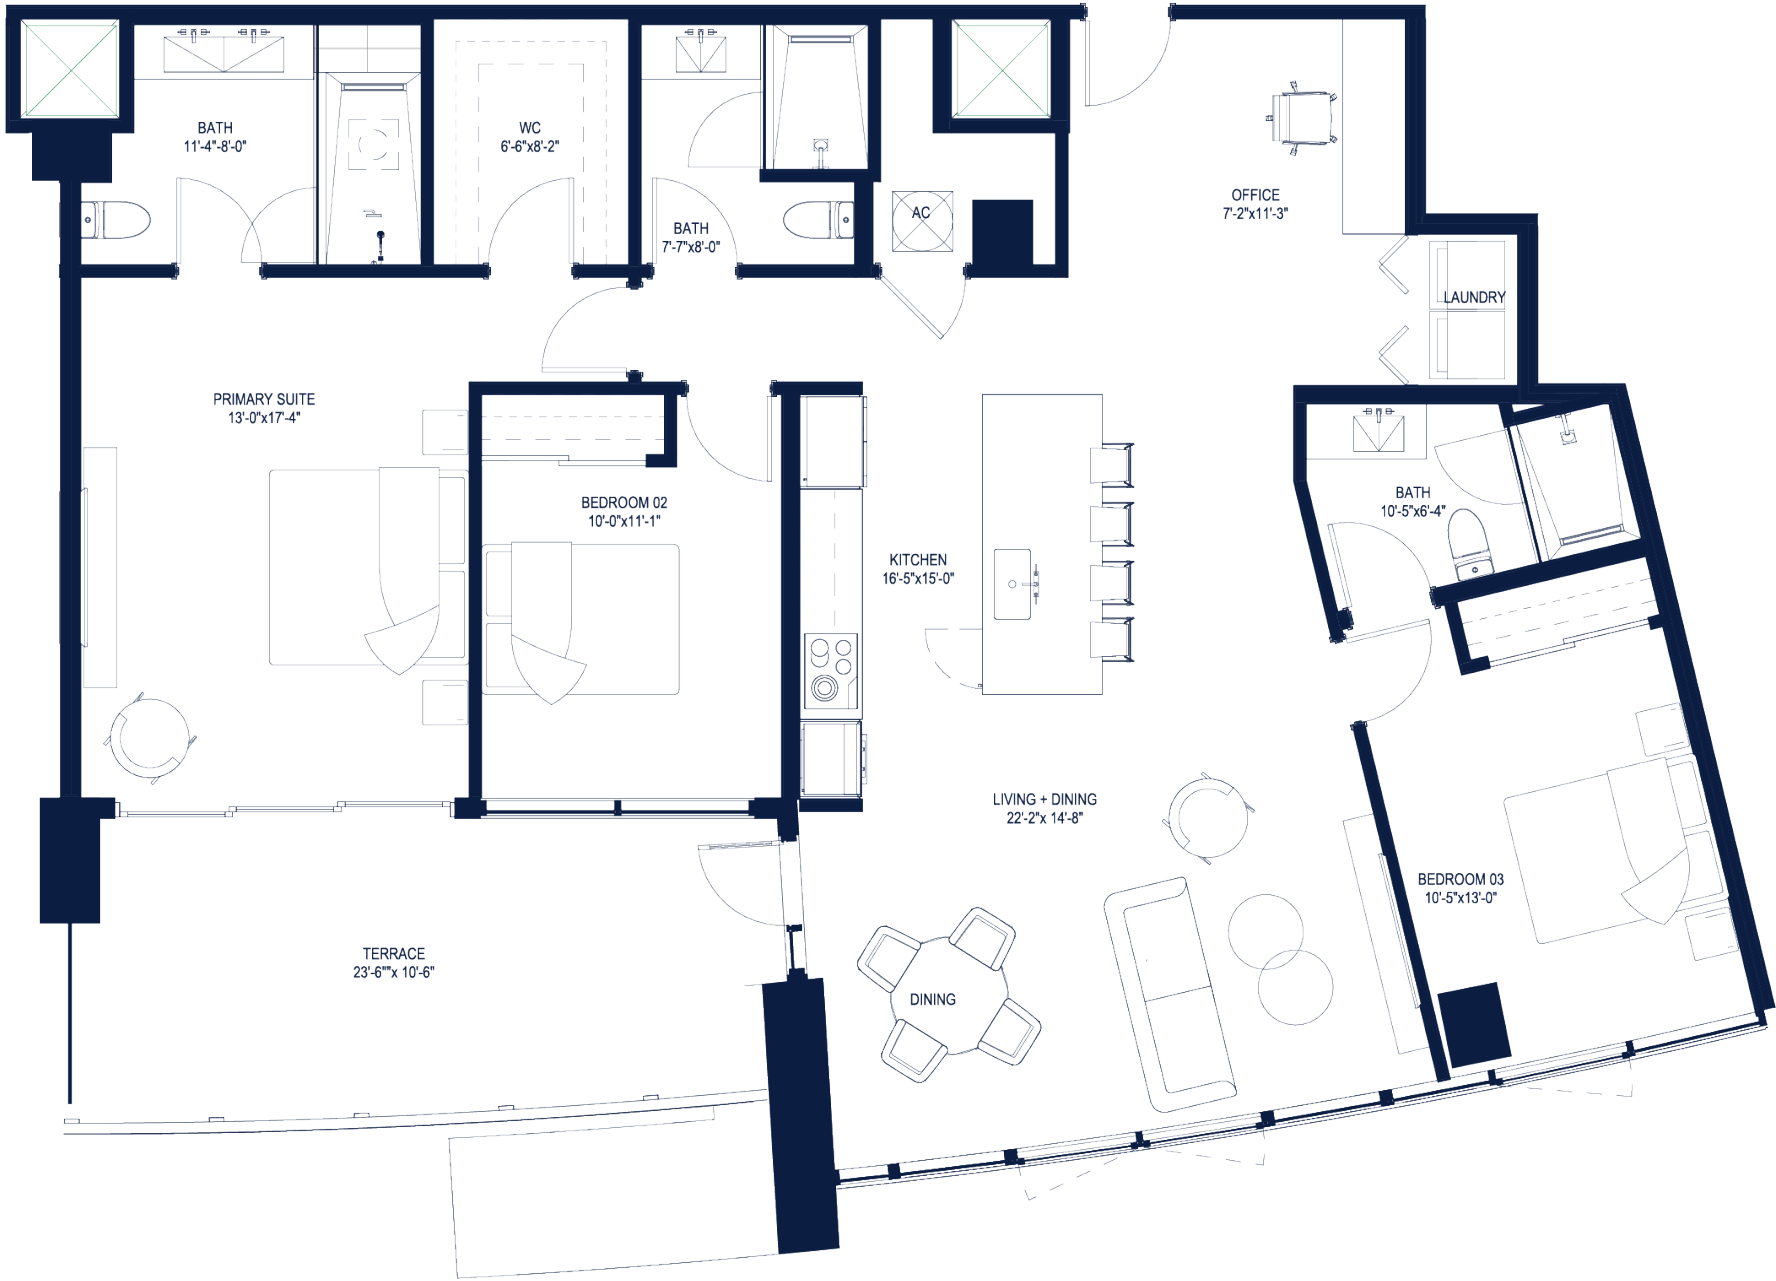 BATH
11'-4"-8'-0"
WC
6'-6"x8'-2"
BATH
7'-7"x8'-0"
AC
OFFICE
7'-2"x11'-3"
LAUNDRY
PRIMARY SUITE
13'-0"x17'-4"
BEDROOM 02
10'-0"x11'-1"
KITCHEN
16'-5"x15'-0"
BATH
10'-5"x6'-4"
LIVING + DINING
22'-2"x 14'-8"
BEDROOM 03
10'-5"x13'-0"
TERRACE
23'-6""x 10'-6"
DINING